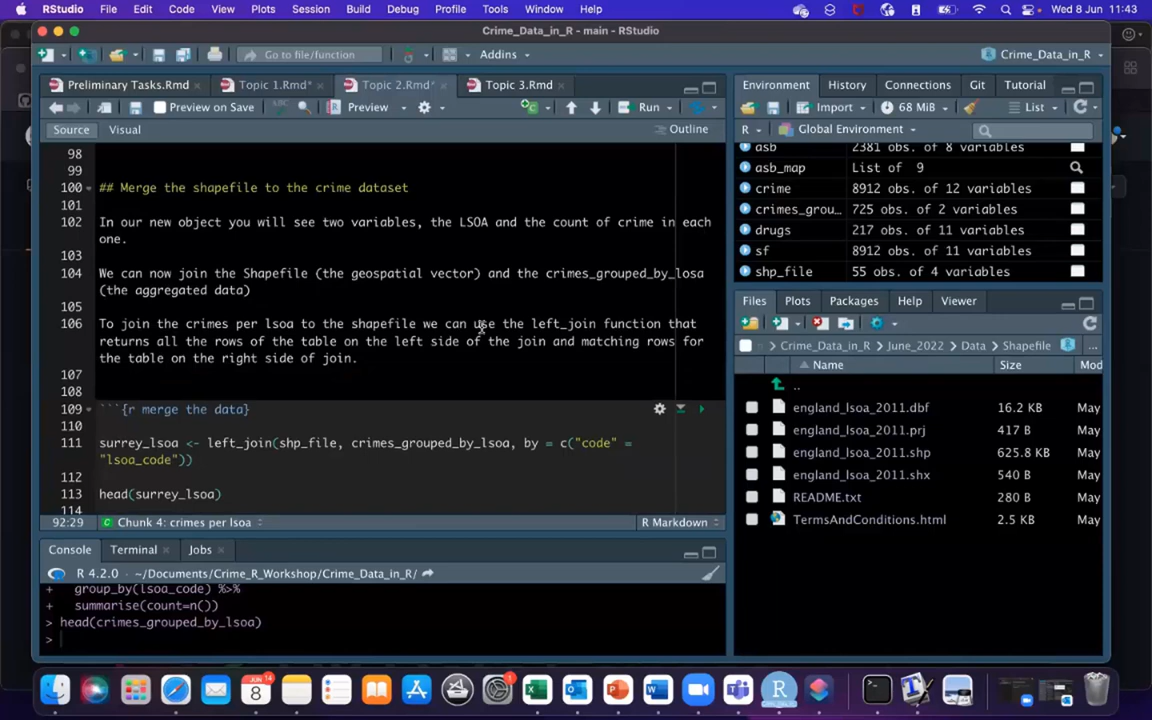 RStudio File Edit Code View Plots Session Build Debug Profile Tools Window Help Wed 8 Jun 11:43
Crime_Data_in_R - main - RStudio
Go to file/function Addins Crime_Data_in_R
Preliminary Tasks.Rmd Topic 1.Rmd* Topic 2.Rmd* Topic 3.Rmd
Preview on Save Preview Run
Source Visual Outline
98
99
100 ## Merge the shapefile to the crime dataset
101
102 In our new object you will see two variables, the LSOA and the count of crime in each
one.
103
104 We can now join the Shapefile (the geospatial vector) and the crimes_grouped_by_losa
(the aggregated data)
105
106 To join the crimes per lsoa to the shapefile we can use the left_join function that
returns all the rows of the table on the left side of the join and matching rows for
the table on the right side of join.
107
108
109 ```{r merge the data}
110
111 surrey_lsoa <- left_join(shp_file, crimes_grouped_by_lsoa, by = c("code" =
"lsoa_code"))
112
113 head(surrey_lsoa)
114
92:29 Chunk 4: crimes per lsoa R Markdown
Console Terminal Jobs
R 4.2.0 · ~/Documents/Crime_R_Workshop/Crime_Data_in_R/
+ group_by(lsoa_code) %>%
+ summarise(count=n())
> head(crimes_grouped_by_lsoa)
>
Environment History Connections Git Tutorial
Import 68 MiB List
R Global Environment
asb 2381 obs. of 8 variables
asb_map List of 9
crime 8912 obs. of 12 variables
crimes_grou… 725 obs. of 2 variables
drugs 217 obs. of 11 variables
sf 8912 obs. of 11 variables
shp_file 55 obs. of 4 variables
Files Plots Packages Help Viewer
Crime_Data_in_R June_2022 Data Shapefile ...
Name Size Mod
..
england_lsoa_2011.dbf 16.2 KB May
england_lsoa_2011.prj 417 B May
england_lsoa_2011.shp 625.8 KB May
england_lsoa_2011.shx 540 B May
README.txt 280 B May
TermsAndConditions.html 2.5 KB May